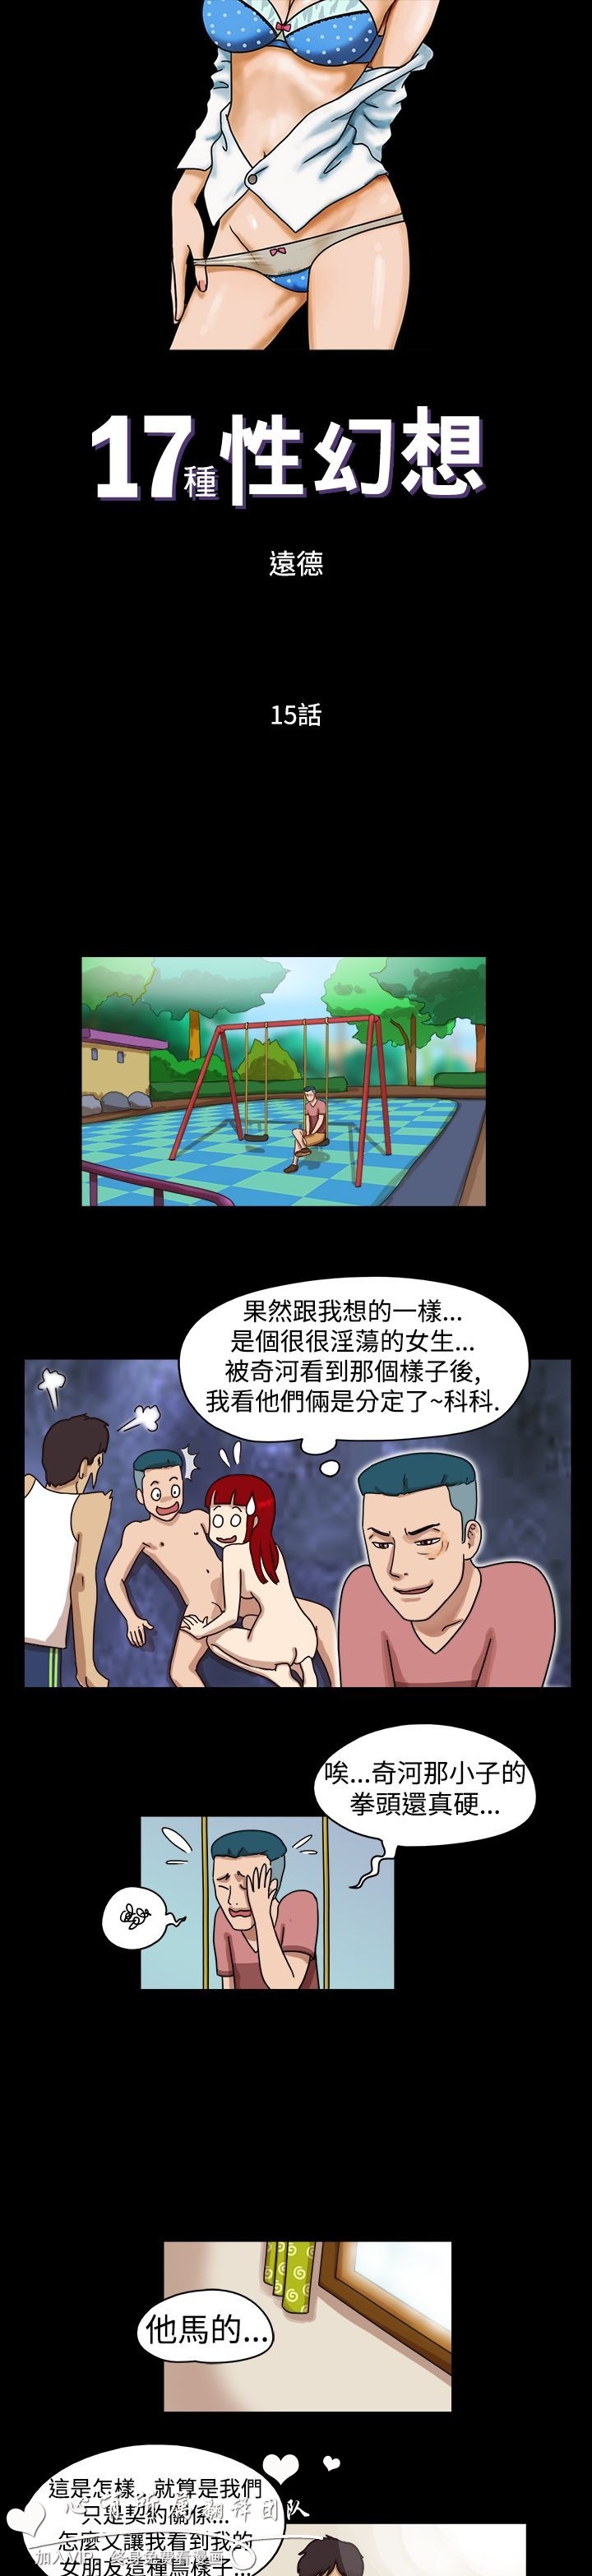 17種性幻想
遠德
15話
果然跟我想的一樣...
是個很很淫蕩的女生...
被奇河看到那個樣子後,
我看他們倆是分定了~科科.
唉...奇河那小子的
拳頭還真硬...
他馬的...
這是怎樣.. 就算是我們
只是契約關係...
怎麼又讓我看到我的
女朋友這種鳥樣子...